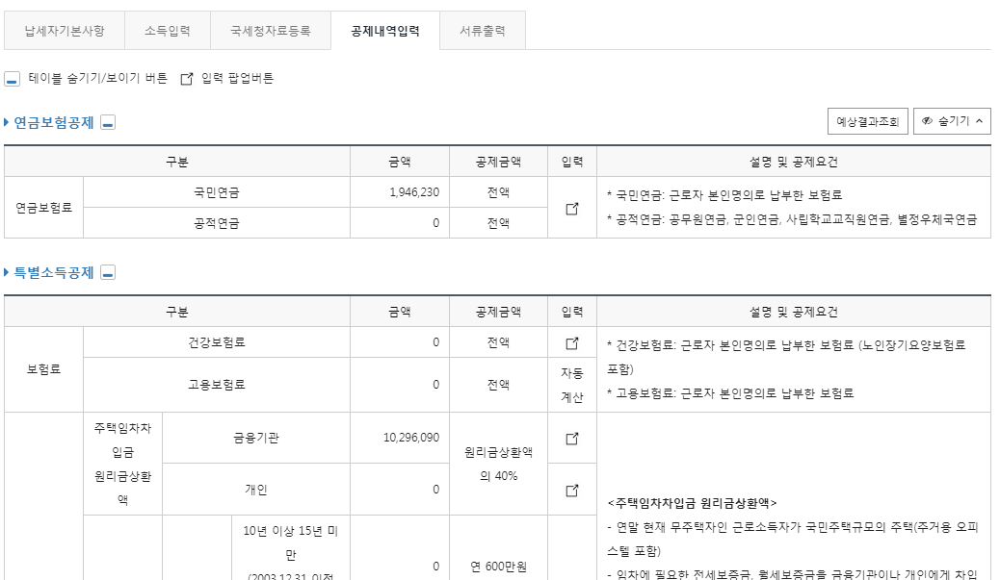 납세자기본사항 소득입력 국세청자료등록 공제내역입력 서류출력
테이블 숨기기/보이기 버튼 입력 팝업버튼
연금보험공제 예상결과조회 숨기기
구분 금액 공제금액 입력 설명 및 공제요건
연금보험료 국민연금 1,946,230 전액 * 국민연금: 근로자 본인명의로 납부한 보험료
공적연금 0 전액 * 공적연금: 공무원연금, 군인연금, 사립학교교직원연금, 별정우체국연금
특별소득공제
구분 금액 공제금액 입력 설명 및 공제요건
보험료 건강보험료 0 전액 * 건강보험료: 근로자 본인명의로 납부한 보험료 (노인장기요양보험료
포함)
고용보험료 0 전액 자동
계산
* 고용보험료: 근로자 본인명의로 납부한 보험료
주택임차차
입금
원리금상환
액
금융기관 10,296,090
원리금상환액
의 40%
개인 0
<주택임차차입금 원리금상환액>
- 연말 현재 무주택자인 근로소득자가 국민주택규모의 주택(주거용 오피
스텔 포함)
- 임차에 필요한 전세보증금, 월세보증금을 금융기관이나 개인에게 차입
10년 이상 15년 미
만
(2003.12.31 이전
0 연 600만원